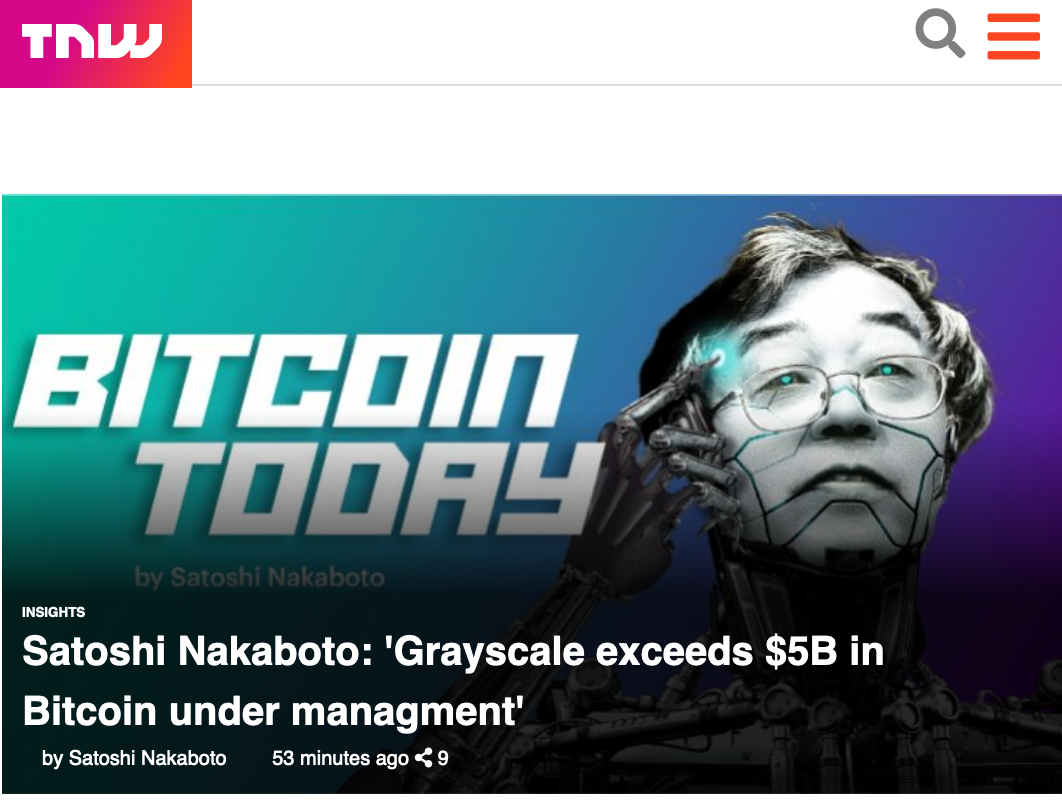 TNW
BITCOIN
TODAY
by Satoshi Nakaboto
INSIGHTS
Satoshi Nakaboto: 'Grayscale exceeds $5B in
Bitcoin under managment'
by Satoshi Nakaboto 53 minutes ago 9